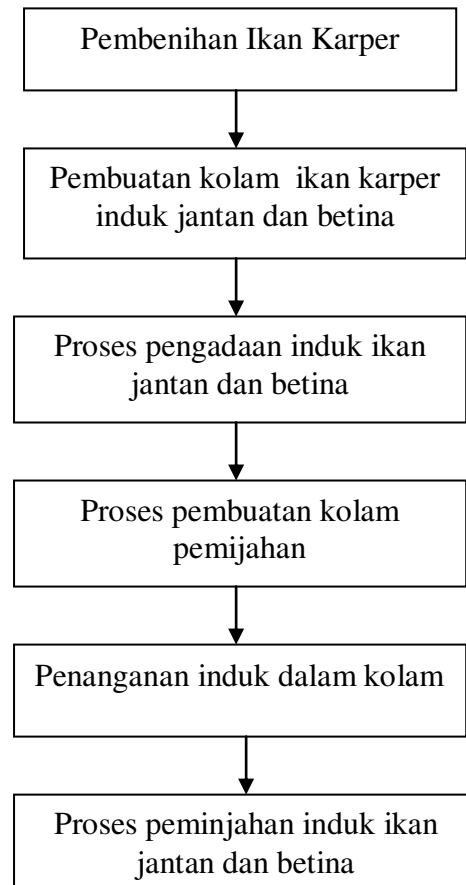 Pembenihan Ikan Karper
Pembuatan kolam ikan karper
induk jantan dan betina
Proses pengadaan induk ikan
jantan dan betina
Proses pembuatan kolam
pemijahan
Penanganan induk dalam kolam
Proses peminjahan induk ikan
jantan dan betina